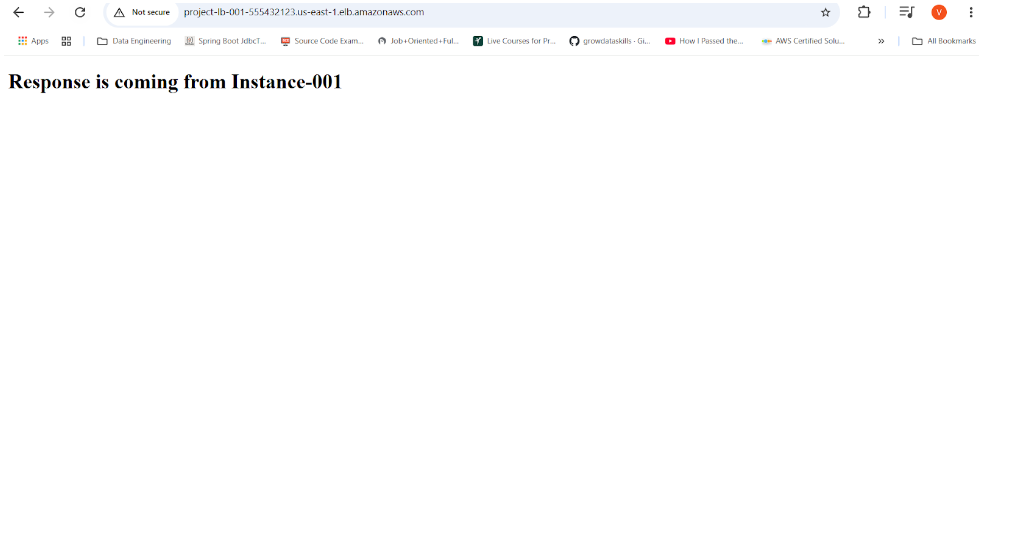 Not secure project-lb-001-555432123.us-east-1.elb.amazonaws.com V
Apps Data Engineering Spring Boot JdbcT... Source Code Exam... Job+Oriented+Ful... Live Courses for Pr... growdataskills - Gi... How I Passed the... AWS Certified Solu... » All Bookmarks
Response is coming from Instance-001